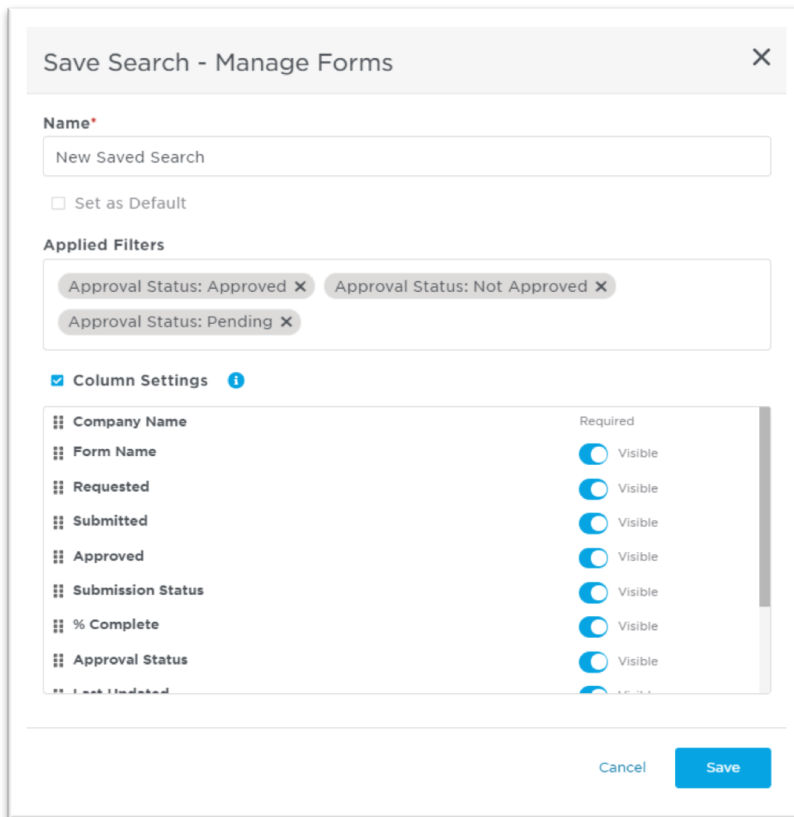 Save Search - Manage Forms
Name*
New Saved Search
Set as Default
Applied Filters
Approval Status: Approved Approval Status: Not Approved
Approval Status: Pending
Column Settings
Company Name Required
Form Name Visible
Requested Visible
Submitted Visible
Approved Visible
Submission Status Visible
% Complete Visible
Approval Status Visible
Last Updated
Cancel Save